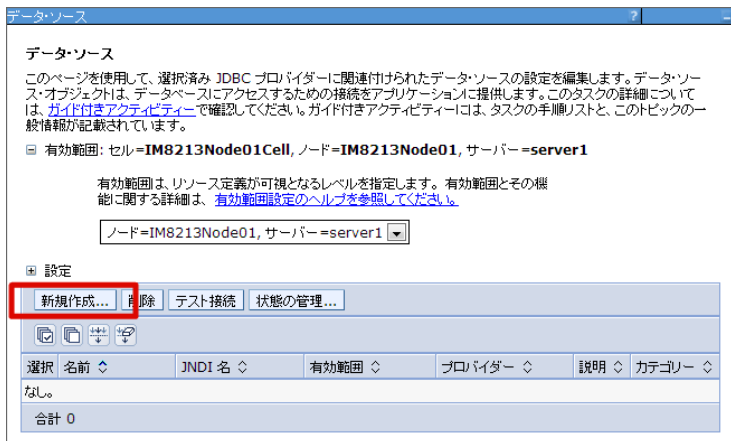 データ・ソース ? -
データ・ソース
このページを使用して、選択済み JDBC プロバイダーに関連付けられたデータ・ソースの設定を編集します。データ・ソー
ス・オブジェクトは、データベースにアクセスするための接続をアプリケーションに提供します。このタスクの詳細について
は、ガイド付きアクティビティーで確認してください。ガイド付きアクティビティーには、タスクの手順リストと、このトピックの一
般情報が記載されています。
有効範囲: セル=IM8213Node01Cell, ノード=IM8213Node01, サーバー=server1
有効範囲は、リソース定義が可視となるレベルを指定します。有効範囲とその機
能に関する詳細は、有効範囲設定のヘルプを参照してください。
ノード=IM8213Node01, サーバー=server1
設定
新規作成... 削除 テスト接続 状態の管理...
選択 名前 JNDI 名 有効範囲 プロバイダー 説明 カテゴリー
なし。
合計 0